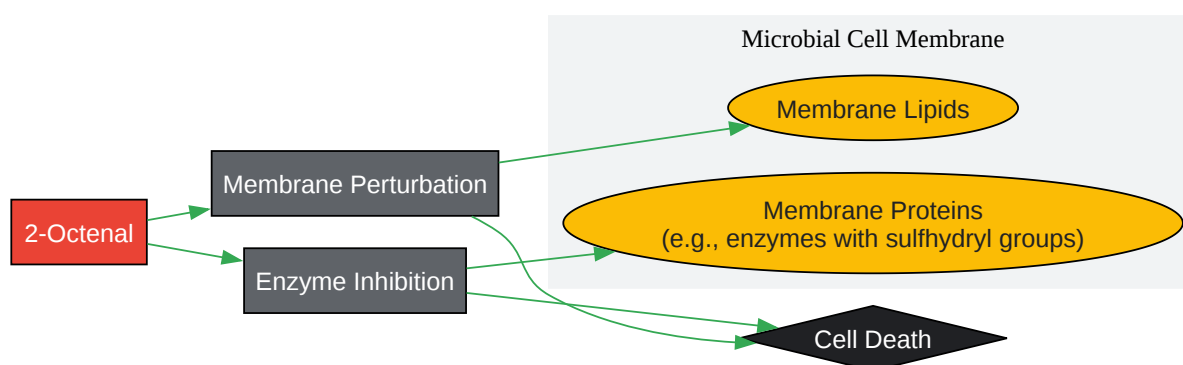 Microbial Cell Membrane
Membrane Lipids
Membrane Perturbation
2-Octenal
Membrane Proteins
(e.g., enzymes with sulfhydryl groups)
Enzyme Inhibition
Cell Death